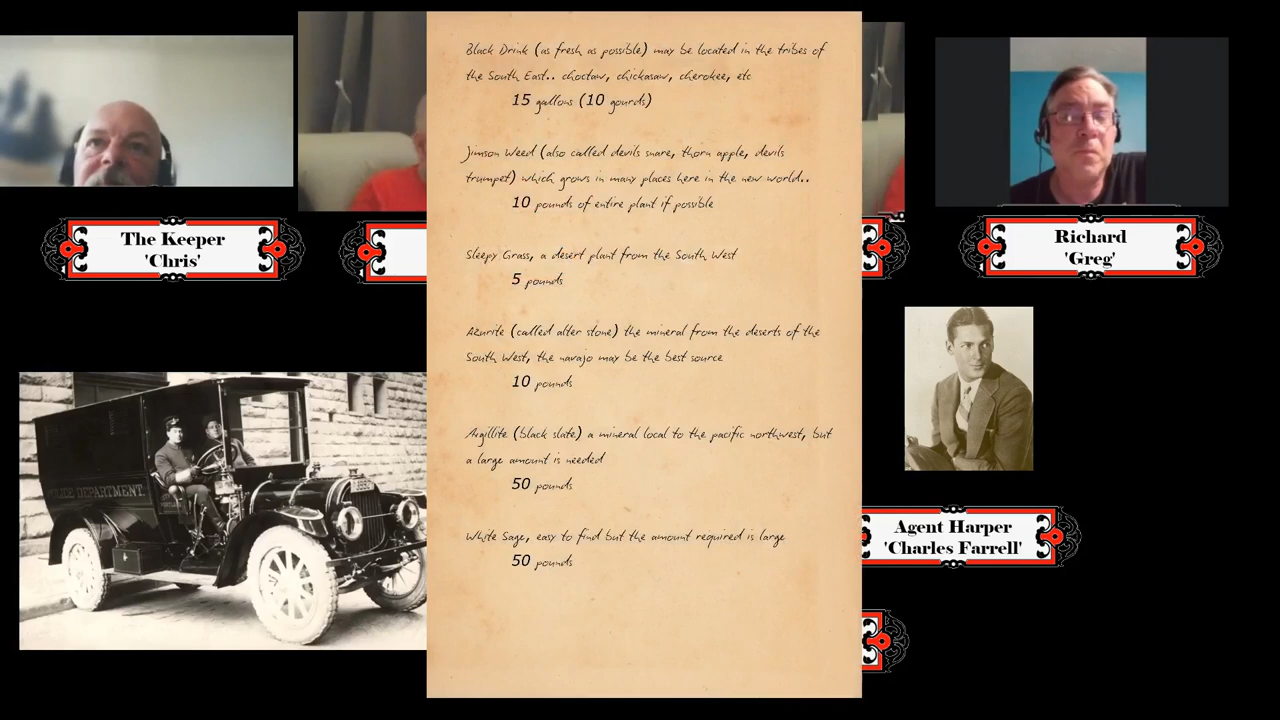 Black Drink (as fresh as possible) may be located in the tribes of
the South East.. choctaw, chickasaw, cherokee, etc
15 gallons (10 gourds)
Jimson Weed (also called devils snare, thorn apple, devils
trumpet) which grows in many places here in the new world..
10 pounds of entire plant if possible
Sleepy Grass, a desert plant from the South West
5 pounds
Azurite (called alter stone) the mineral from the deserts of the
South West, the navajo may be the best source
10 pounds
Argillite (black slate) a mineral local to the pacific northwest, but
a large amount is needed
50 pounds
White Sage, easy to find but the amount required is large
50 pounds
The Keeper
'Chris'
Richard
'Greg'
POLICE DEPARTMENT.
Agent Harper
'Charles Farrell'